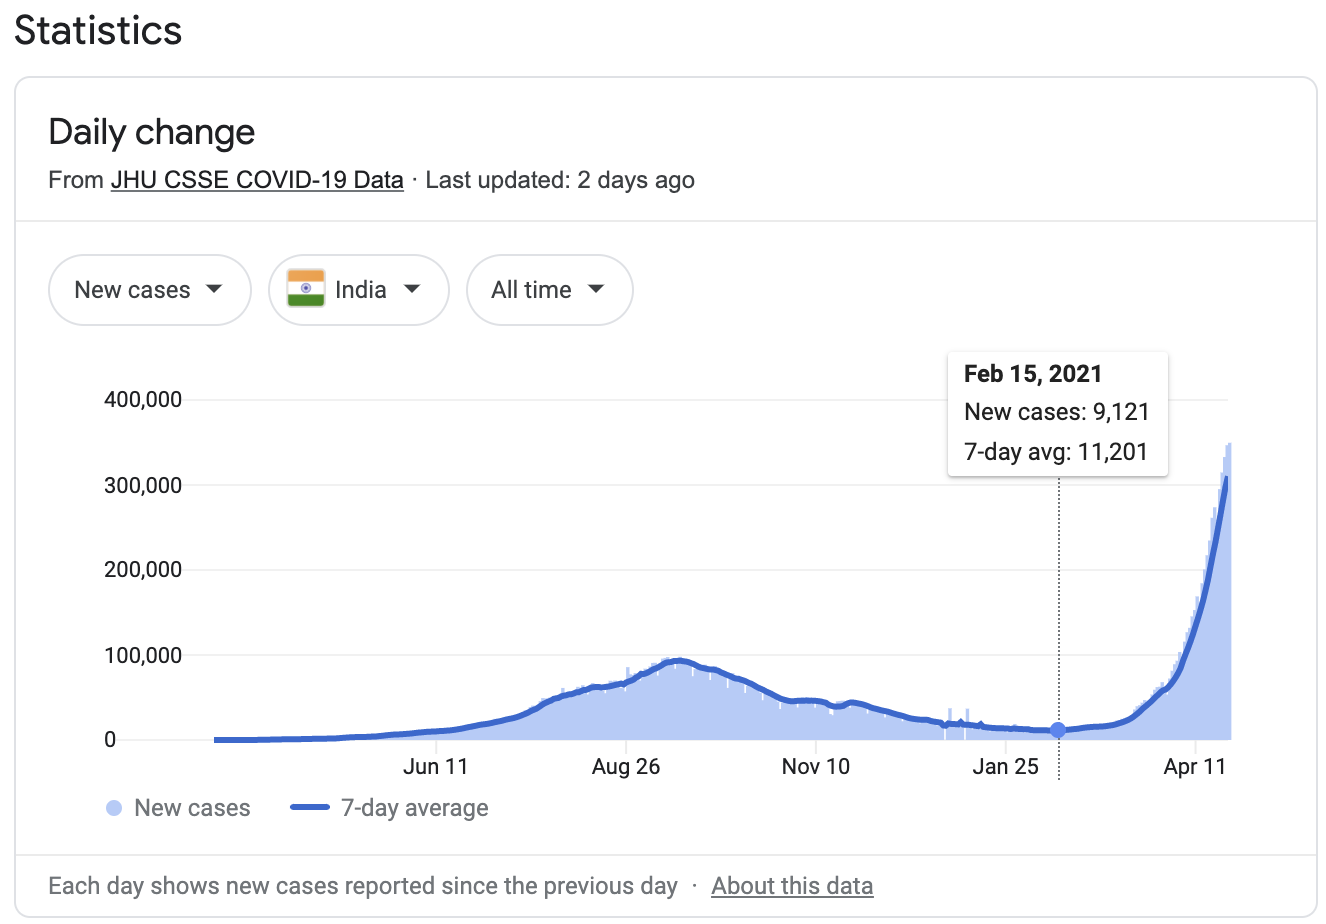 Statistics
Daily change
From JHU CSSE COVID-19 Data · Last updated: 2 days ago
New cases
India
All time
Feb 15, 2021
New cases: 9,121
7-day avg: 11,201
400,000
300,000
200,000
100,000
0
Jun 11
Aug 26
Nov 10
Jan 25
Apr 11
New cases
7-day average
Each day shows new cases reported since the previous day · About this data